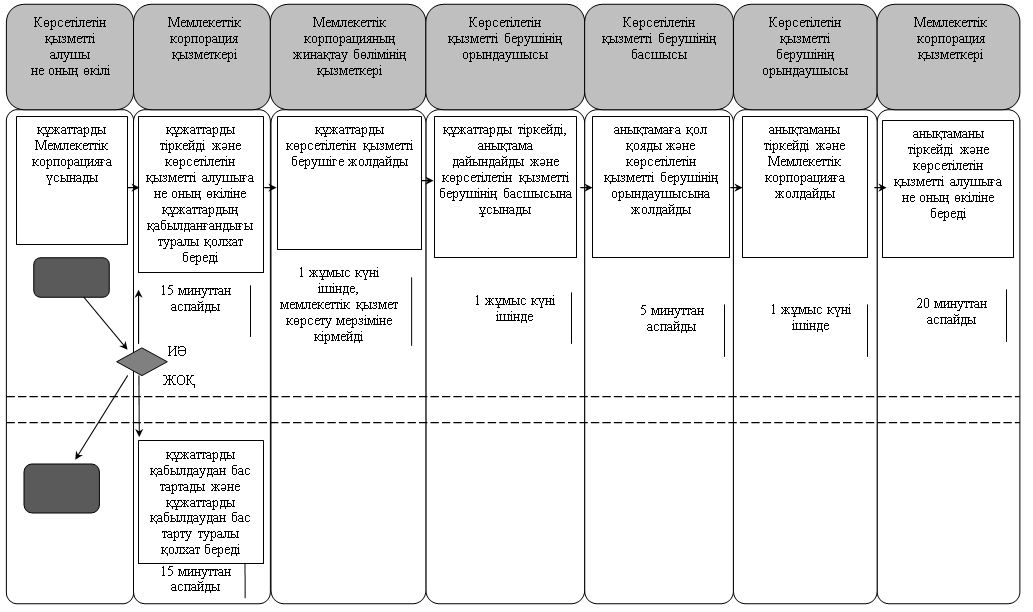 Көрсетілетін
қызметті
алушы
не оның өкілі
Мемлекеттік
корпорация
қызметкері
Мемлекеттік
корпорацияның
жинақтау бөлімінің
қызметкері
Көрсетілетін
қызметті берушінің
орындаушысы
Көрсетілетін
қызметті берушінің
басшысы
Көрсетілетін
қызметті
берушінің
орындаушысы
Мемлекеттік
корпорация
қызметкері
құжаттарды
Мемлекеттік
корпорацияға
ұсынады
құжаттарды
тіркейді және
көрсетілетін
қызметті алушыға
не оның өкіліне
құжаттардың
қабылданғандығы
туралы қолхат
береді
құжаттарды
көрсетілетін қызметті
берушіге жолдайды
құжаттарды тіркейді,
анықтама
дайындайды және
көрсетілетін қызметті
берушінің басшысына
ұсынады
анықтамаға қол
қояды және
көрсетілетін
қызметті берушінің
орындаушысына
жолдайды
анықтаманы
тіркейді және
Мемлекеттік
корпорацияға
жолдайды
анықтаманы
тіркейді және
көрсетілетін
қызметті алушыға
не оның өкіліне
береді
15 минуттан
аспайды
1 жұмыс күні
ішінде,
мемлекеттік қызмет
көрсету мерзіміне
кірмейді
1 жұмыс күні
ішінде
5 минуттан
аспайды
1 жұмыс күні
ішінде
20 минуттан
аспайды
ИӘ
ЖОҚ
құжаттарды
қабылдаудан бас
тартады және
құжаттарды
қабылдаудан бас
тарту туралы
қолхат береді
15 минуттан
аспайды